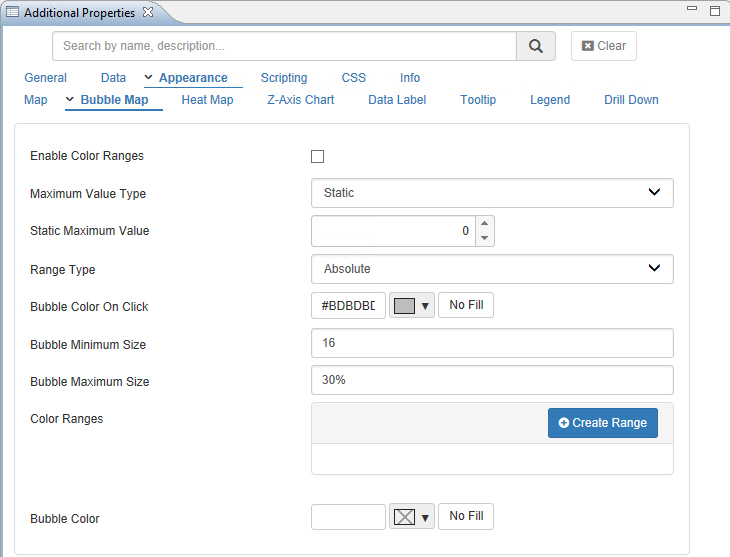 Additional Properties
Search by name, description...
Clear
General Data Appearance Scripting CSS Info
Map Bubble Map Heat Map Z-Axis Chart Data Label Tooltip Legend Drill Down
Enable Color Ranges
Maximum Value Type Static
Static Maximum Value 0
Range Type Absolute
Bubble Color On Click #BDBDBD No Fill
Bubble Minimum Size 16
Bubble Maximum Size 30%
Color Ranges Create Range
Bubble Color No Fill